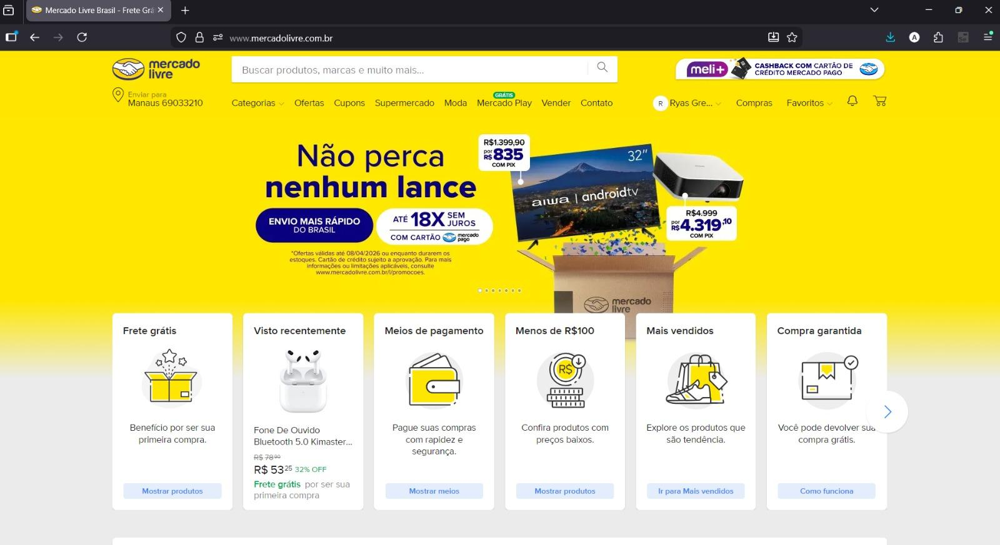 Mercado Livre Brasil - Frete Grá
www.mercadolivre.com.br
mercado
livre
Buscar produtos, marcas e muito mais...
meli+
CASHBACK COM CARTÃO DE
CRÉDITO MERCADO PAGO
Enviar para
Manaus 69033210
Categorias
Ofertas
Cupons
Supermercado
Moda
GRÁTIS
Mercado Play
Vender
Contato
R
Ryas Gre...
Compras
Favoritos
Não perca
nenhum lance
ENVIO MAIS RÁPIDO
DO BRASIL
ATÉ 18X SEM
JUROS
COM CARTÃO mercado
pago
*Ofertas válidas até 08/04/2026 ou enquanto durarem os
estoques. Cartão de crédito sujeito a aprovação. Para mais
informações ou limitações aplicáveis, consulte
www.mercadolivre.com.br/l/promocoes.
R$1.399,90
por
R$835
COM PIX
32"
aiwa | androidtv
R$4.999
por
R$4.319,10
COM PIX
mercado
livre
Frete grátis
Benefício por ser sua
primeira compra.
Mostrar produtos
Visto recentemente
Fone De Ouvido
Bluetooth 5.0 Kimaster...
R$ 78,90
R$ 53 25 32% OFF
Frete grátis por ser sua
primeira compra
Meios de pagamento
Pague suas compras
com rapidez e
segurança.
Mostrar meios
Menos de R$100
R$
Confira produtos com
preços baixos.
Mostrar produtos
Mais vendidos
Explore os produtos que
são tendência.
Ir para Mais vendidos
Compra garantida
Você pode devolver sua
compra grátis.
Como funciona